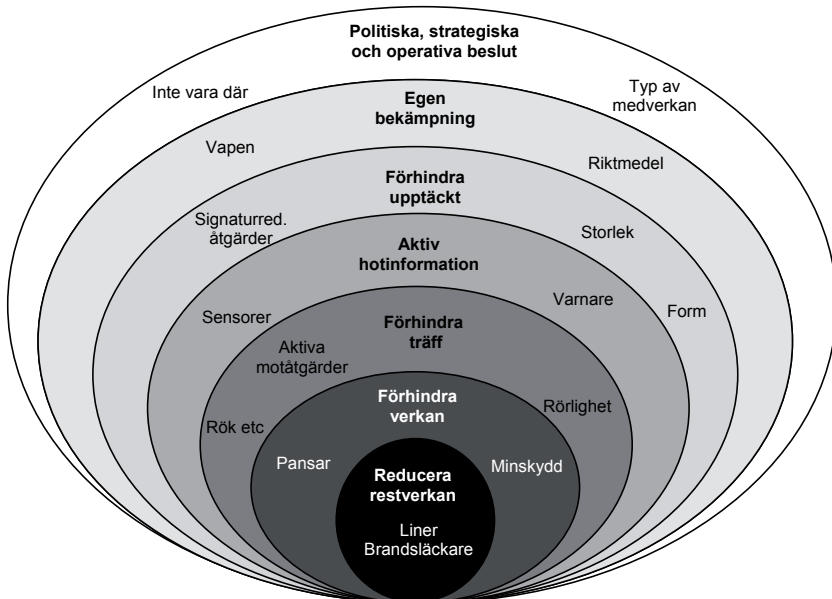 Politiska, strategiska
och operativa beslut
Inte vara där
Typ av
medverkan
Egen
bekämpning
Vapen
Riktmedel
Förhindra
upptäckt
Signaturred.
åtgärder
Storlek
Form
Aktiv
hotinformation
Sensorer
Varnare
Förhindra
träff
Aktiva
motåtgärder
Rök etc
Rörlighet
Förhindra
verkan
Pansar
Minskydd
Reducera
restverkan
Liner
Brandsläckare